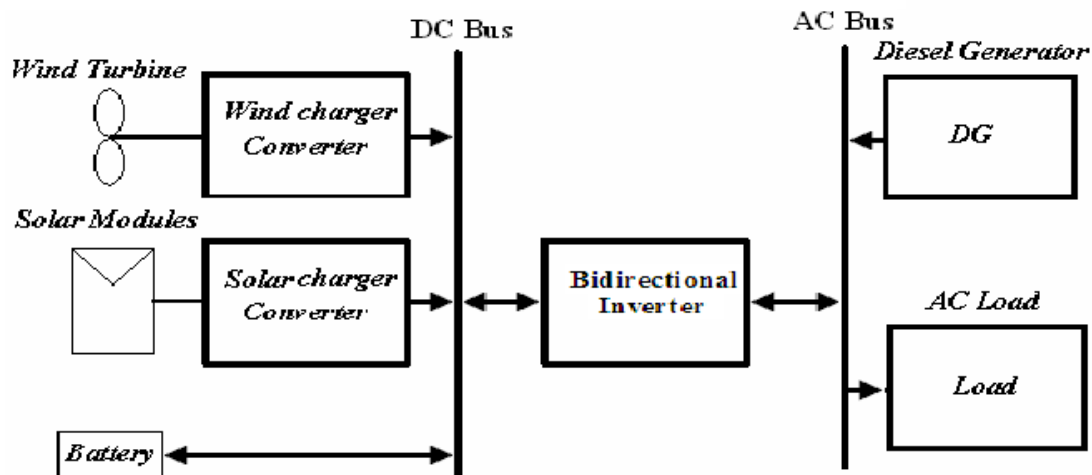 DC Bus
AC Bus
Wind Turbine
Wind charger
Converter
Diesel Generator
DG
Solar Modules
Solar charger
Converter
Bidirectional
Inverter
AC Load
Load
Battery